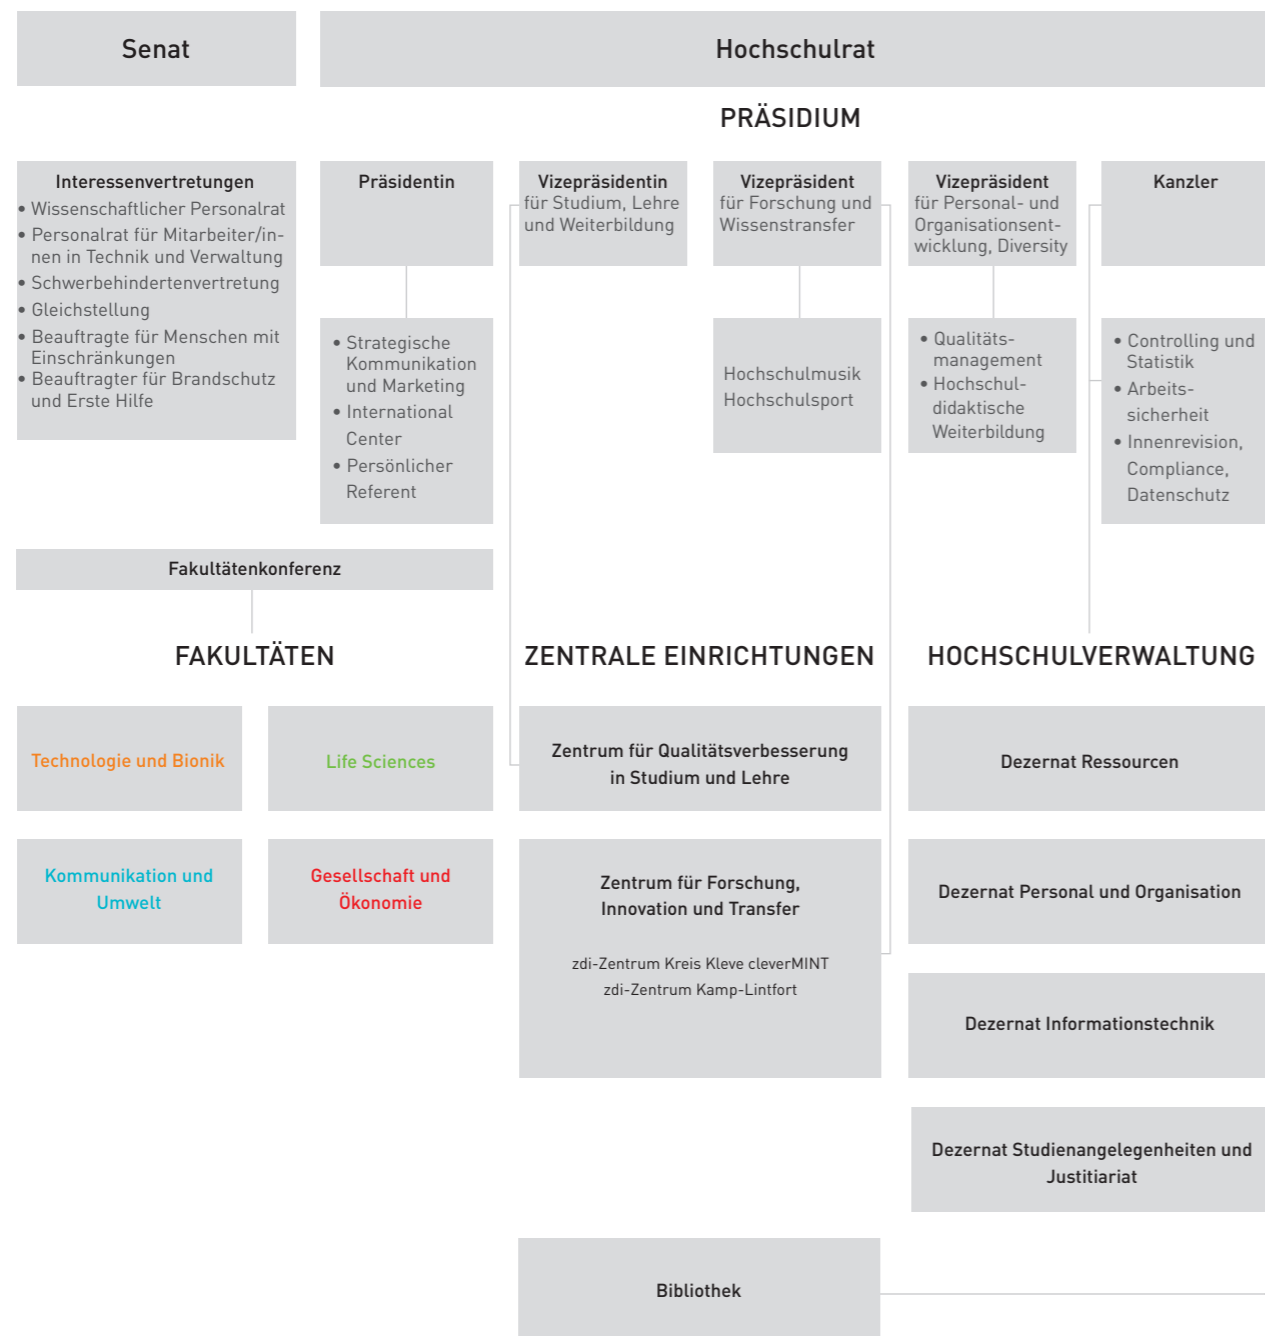 Senat
Hochschulrat
PRÄSIDIUM
Interessenvertretungen
• Wissenschaftlicher Personalrat
• Personalrat für Mitarbeiter/in-
nen in Technik und Verwaltung
• Schwerbehindertenvertretung
• Gleichstellung
• Beauftragte für Menschen mit
Einschränkungen
• Beauftragter für Brandschutz
und Erste Hilfe
Präsidentin
Vizepräsidentin
für Studium, Lehre
und Weiterbildung
Vizepräsident
für Forschung und
Wissenstransfer
Vizepräsident
für Personal- und
Organisationsent-
wicklung, Diversity
Kanzler
• Strategische
Kommunikation
und Marketing
• International
Center
• Persönlicher
Referent
Hochschulmusik
Hochschulsport
• Qualitäts-
management
• Hochschul-
didaktische
Weiterbildung
• Controlling und
Statistik
• Arbeits-
sicherheit
• Innenrevision,
Compliance,
Datenschutz
Fakultätenkonferenz
FAKULTÄTEN
Technologie und Bionik
Life Sciences
Kommunikation und
Umwelt
Gesellschaft und
Ökonomie
ZENTRALE EINRICHTUNGEN
Zentrum für Qualitätsverbesserung
in Studium und Lehre
Zentrum für Forschung,
Innovation und Transfer
zdi-Zentrum Kreis Kleve cleverMINT
zdi-Zentrum Kamp-Lintfort
Bibliothek
HOCHSCHULVERWALTUNG
Dezernat Ressourcen
Dezernat Personal und Organisation
Dezernat Informationstechnik
Dezernat Studienangelegenheiten und
Justitiariat